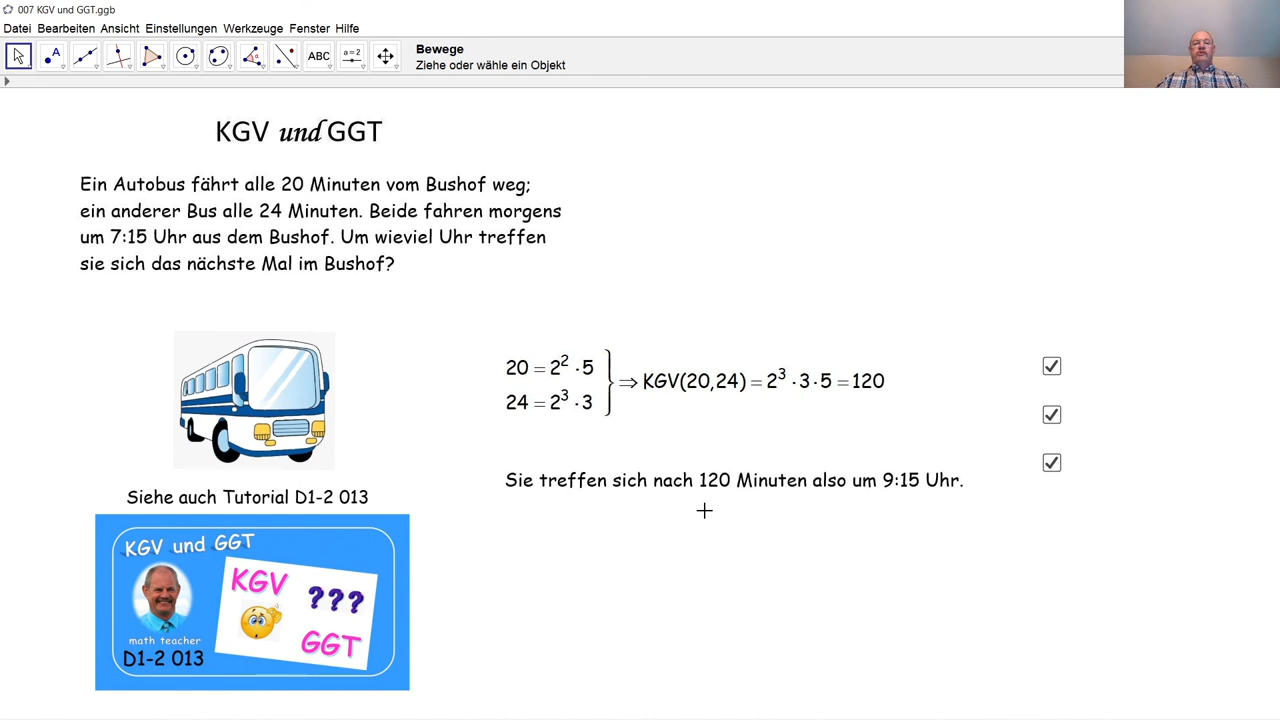 007 KGV und GGT.ggb
Datei Bearbeiten Ansicht Einstellungen Werkzeuge Fenster Hilfe
A
ABC
a=2
Bewege
Ziehe oder wähle ein Objekt
KGV und GGT
Ein Autobus fährt alle 20 Minuten vom Bushof weg;
ein anderer Bus alle 24 Minuten. Beide fahren morgens
um 7:15 Uhr aus dem Bushof. Um wieviel Uhr treffen
sie sich das nächste Mal im Bushof?
20 = 2² · 5
24 = 2³ · 3
⇒ KGV(20,24) = 2³ · 3 · 5 = 120
Sie treffen sich nach 120 Minuten also um 9:15 Uhr.
Siehe auch Tutorial D1-2 013
KGV und GGT
KGV
???
GGT
math teacher
D1-2 013